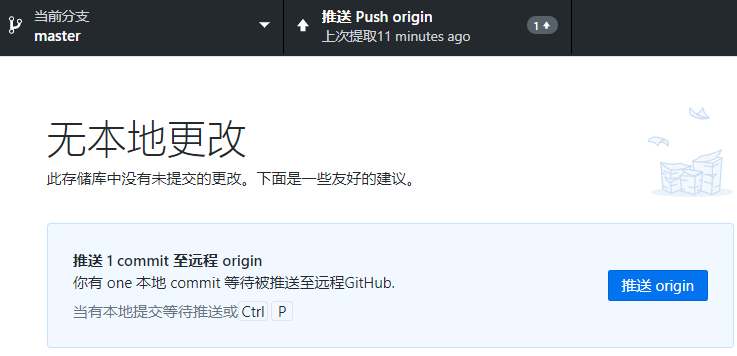 当前分支
master
推送 Push origin
上次提取11 minutes ago
1
无本地更改
此存储库中没有未提交的更改。下面是一些友好的建议。
推送 1 commit 至远程 origin
你有 one 本地 commit 等待被推送至远程GitHub.
当有本地提交等待推送或 Ctrl P
推送 origin